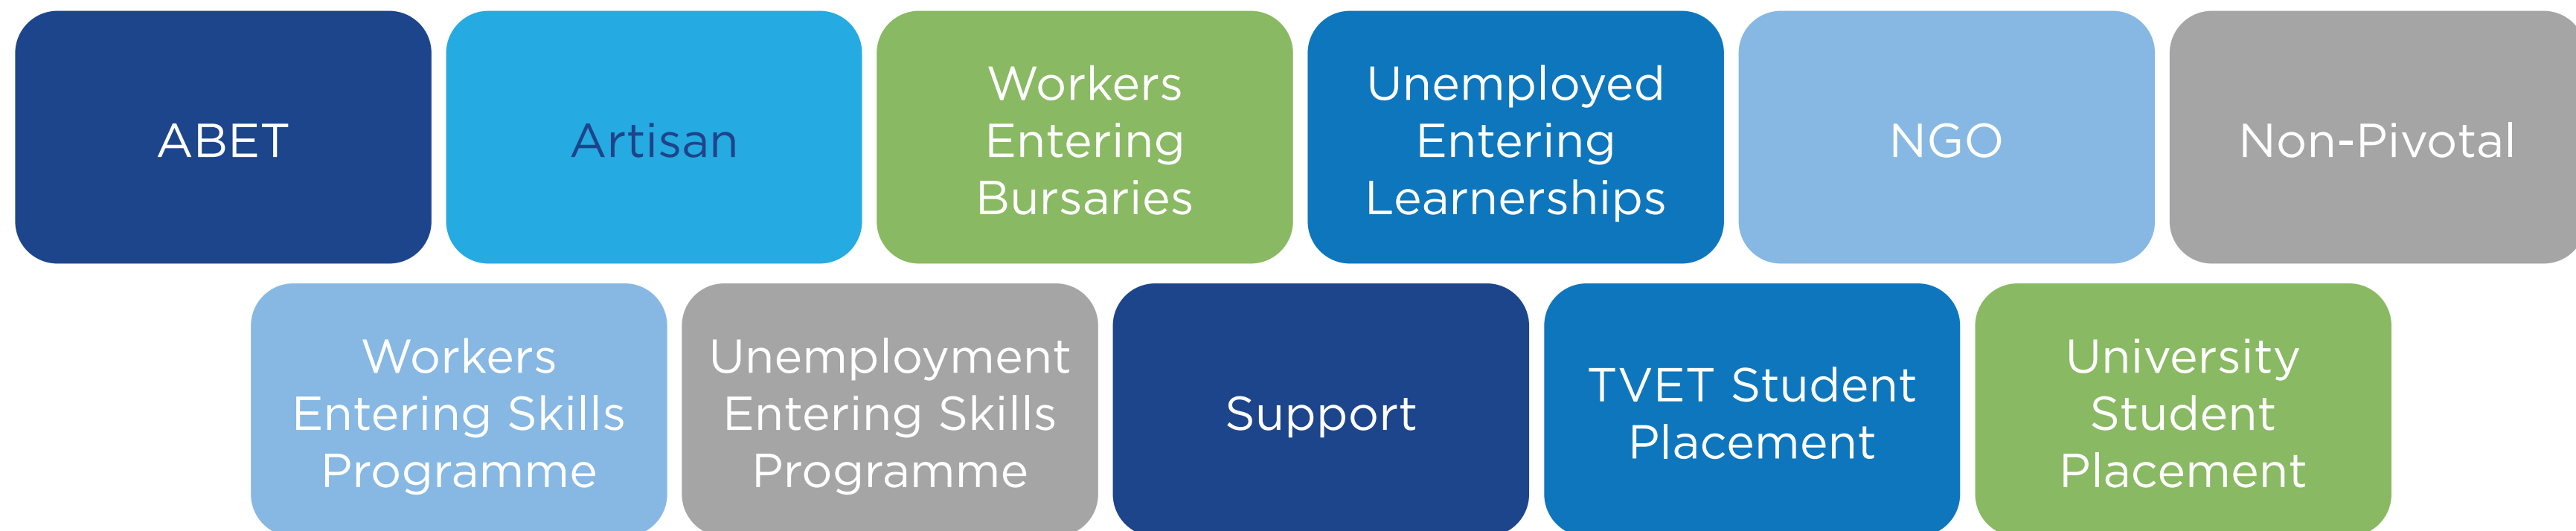 ABET
Artisan
Workers
Entering
Bursaries
Unemployed
Entering
Learnerships
NGO
Non-Pivotal
Workers
Entering Skills
Programme
Unemployment
Entering Skills
Programme
Support
TVET Student
Placement
University
Student
Placement